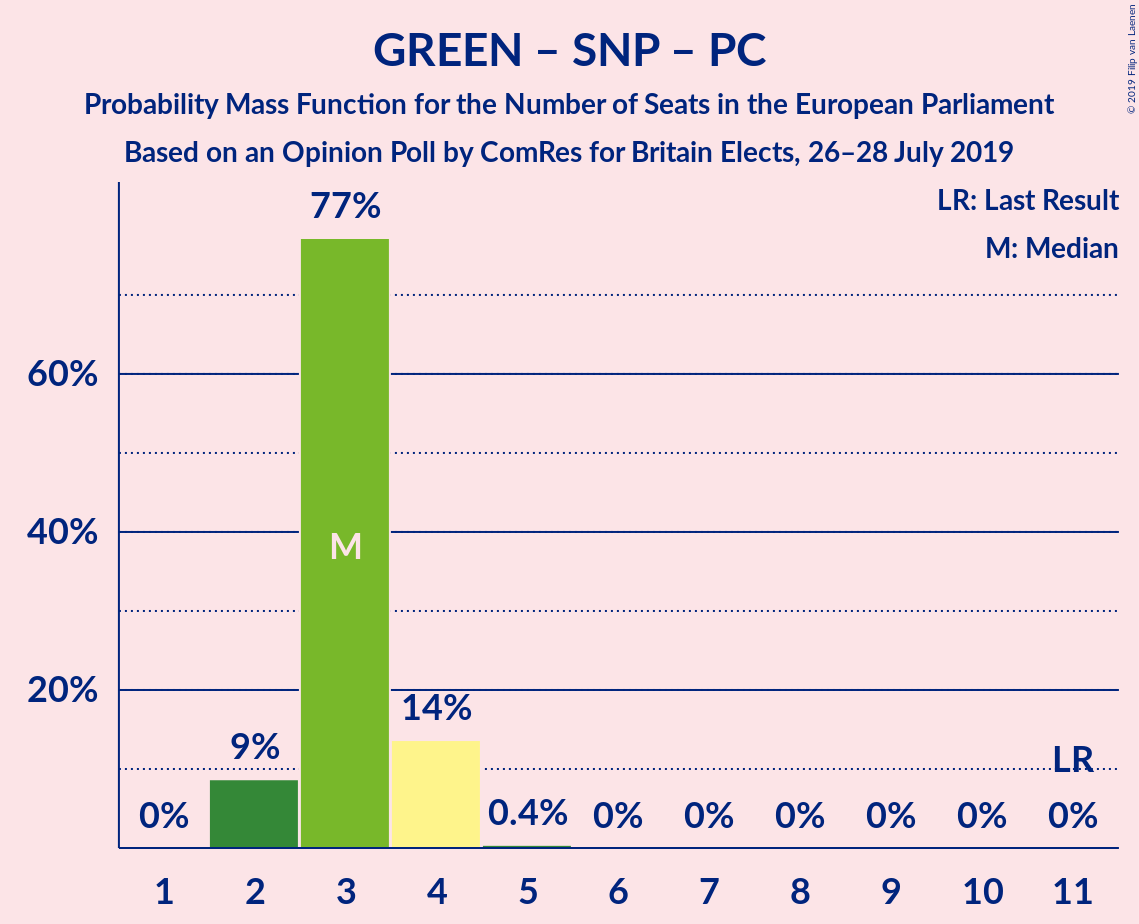 GREEN – SNP – PC
Probability Mass Function for the Number of Seats in the European Parliament
Based on an Opinion Poll by ComRes for Britain Elects, 26–28 July 2019
© 2019 Filip van Laenen
LR: Last Result
M: Median
77%
60%
40%
M
20%
14%
9%
LR
0%
0.4%
0%
0%
0%
0%
0%
0%
1 2 3 4 5 6 7 8 9 10 11